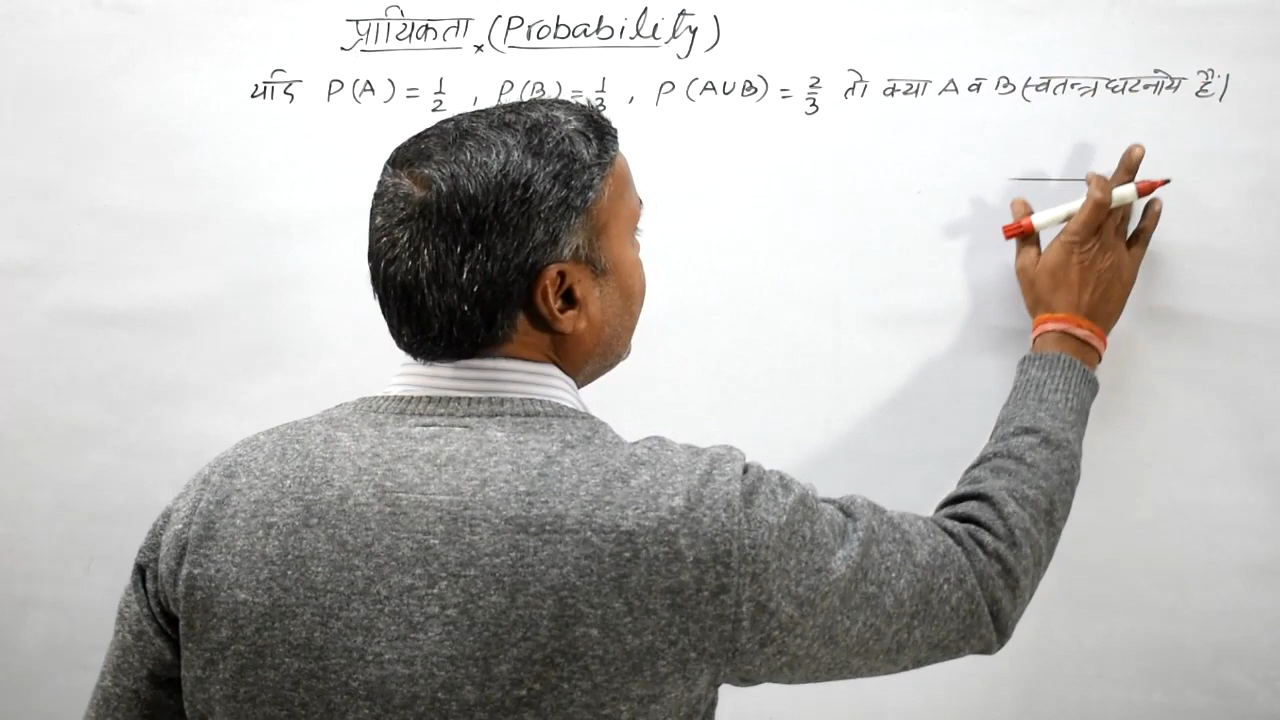 प्रायिकता (Probability)
यदि P(A) = 1/2 , P(B) = 1/3 , P(A∪B) = 2/3 तो क्या A व B स्वतन्त्र घटनायें हैं।